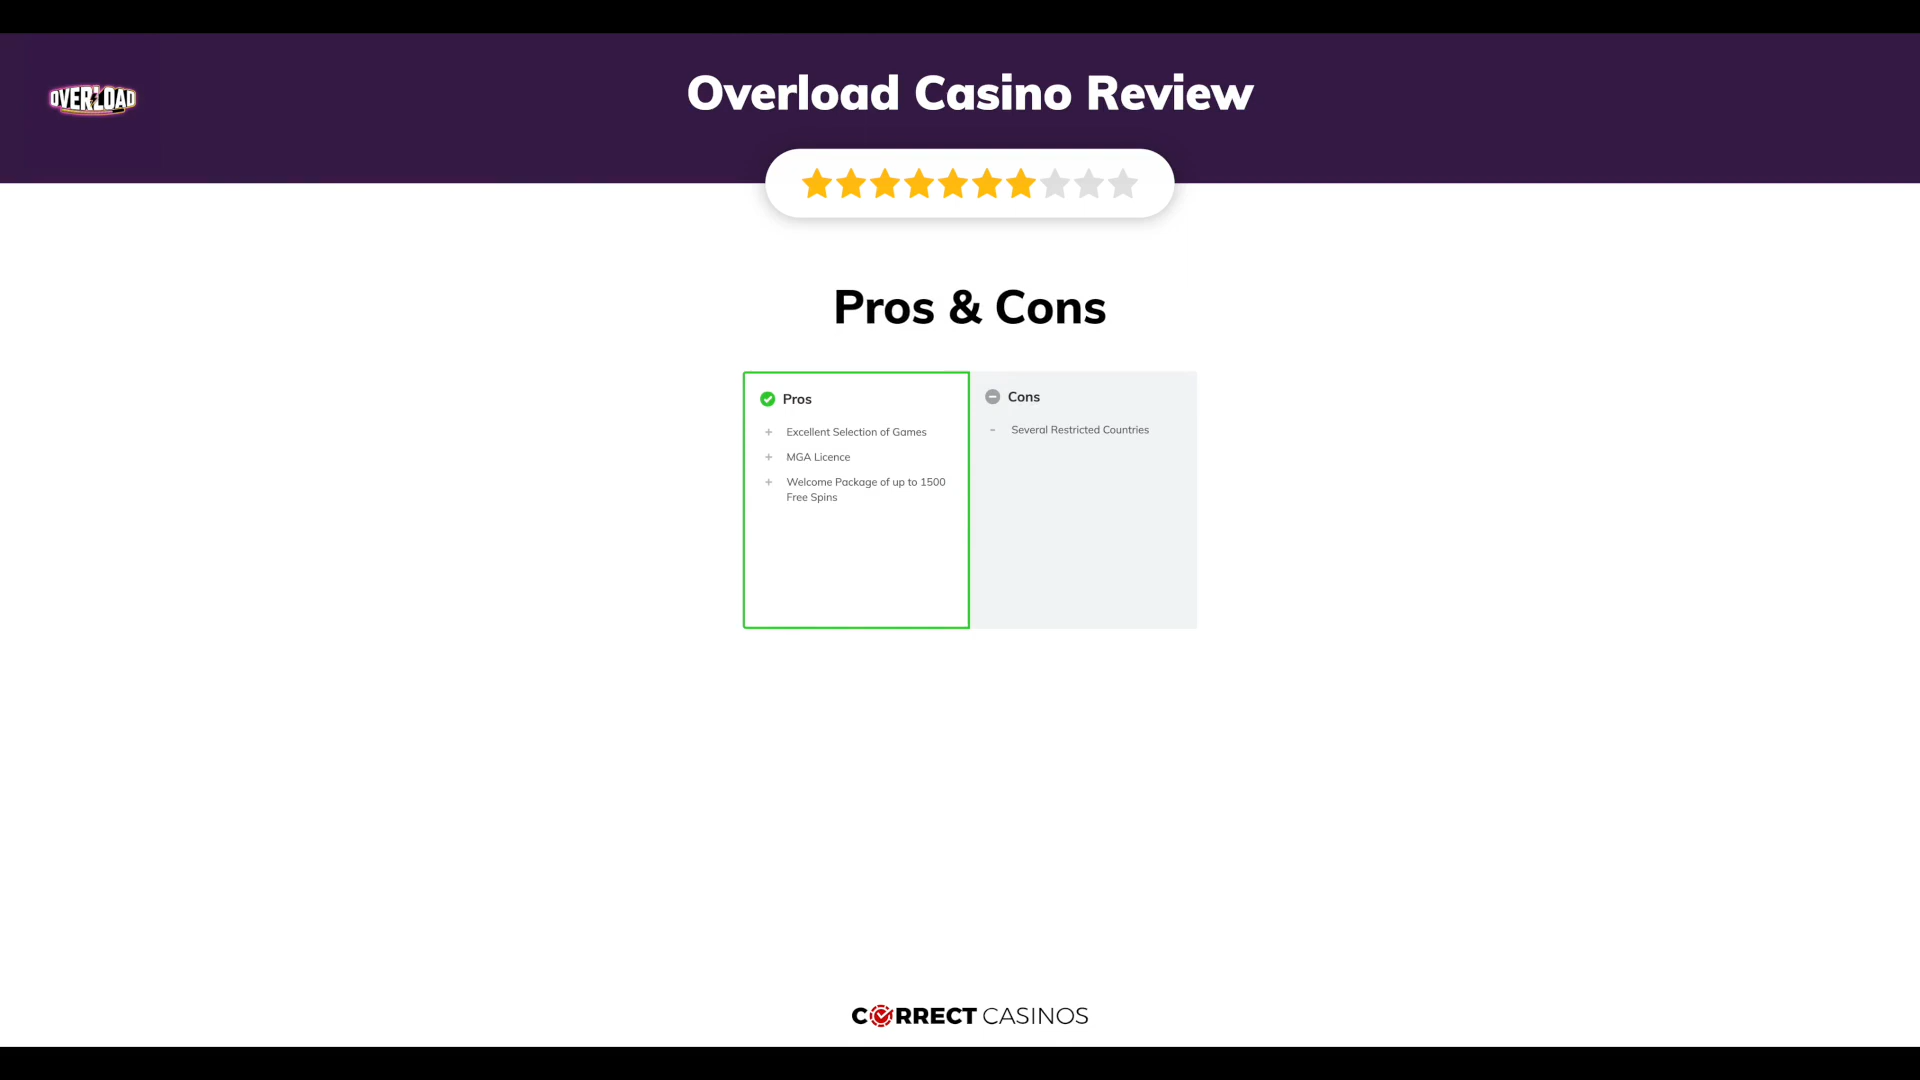 OVERLOAD
Overload Casino Review
Pros & Cons
Pros
+ Excellent Selection of Games
+ MGA Licence
+ Welcome Package of up to 1500
Free Spins
Cons
- Several Restricted Countries
CORRECT CASINOS